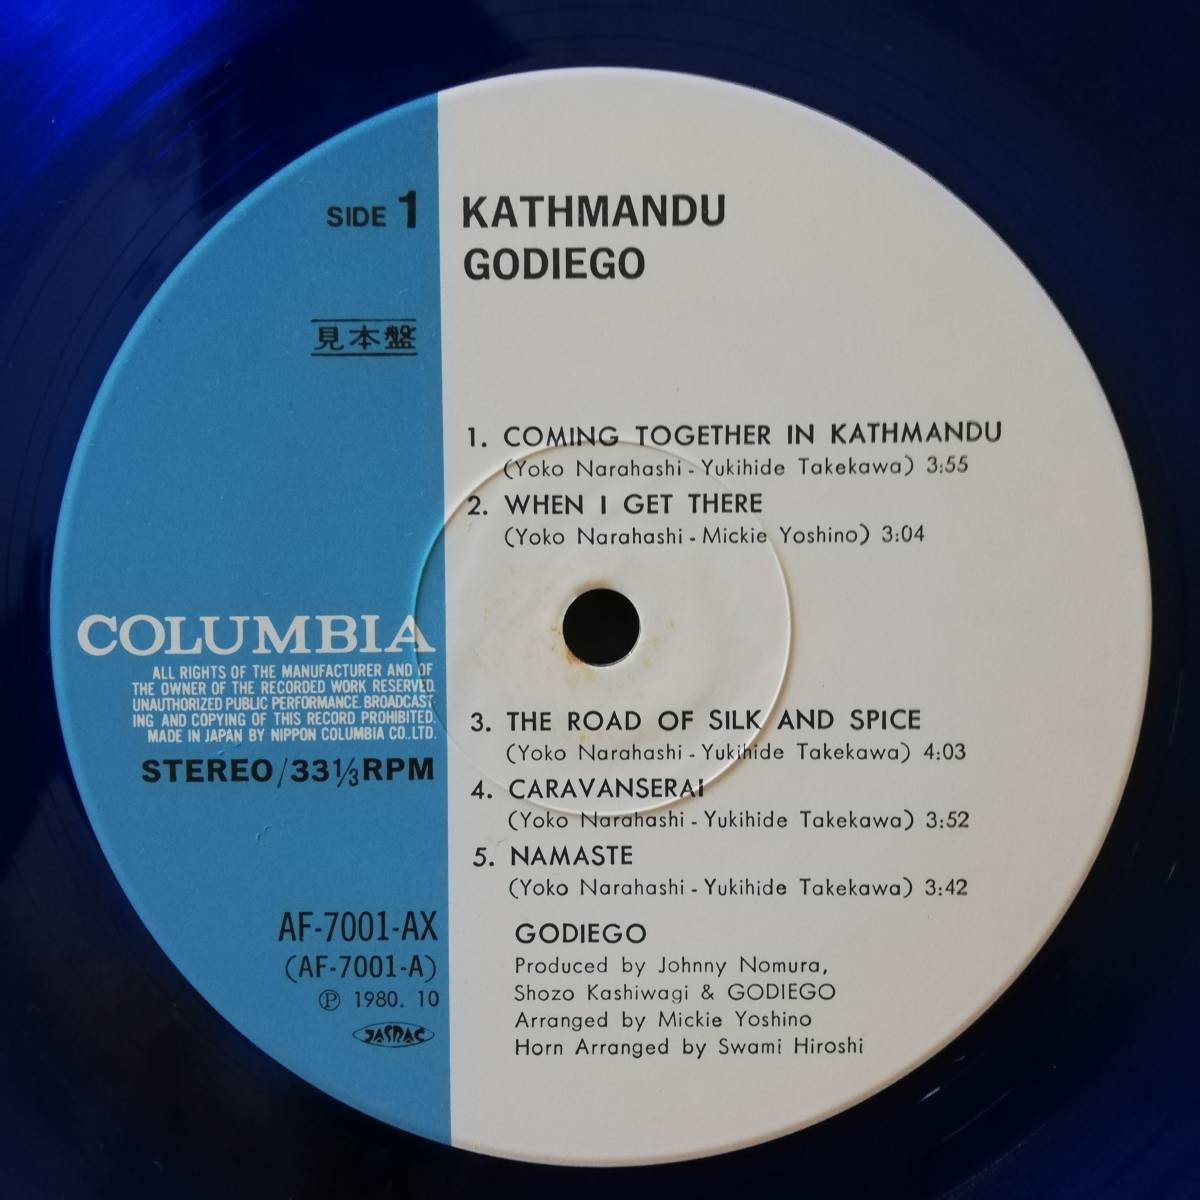 SIDE 1
KATHMANDU
GODIEGO
見本盤
1. COMING TOGETHER IN KATHMANDU
(Yoko Narahashi - Yukihide Takekawa) 3:55
2. WHEN I GET THERE
(Yoko Narahashi - Mickie Yoshino) 3:04
COLUMBIA
ALL RIGHTS OF THE MANUFACTURER AND OF
THE OWNER OF THE RECORDED WORK RESERVED.
UNAUTHORIZED PUBLIC PERFORMANCE. BROADCAST
ING AND COPYING OF THIS RECORD PROHIBITED.
MADE IN JAPAN BY NIPPON COLUMBIA CO., LTD.
STEREO/33 1/3 RPM
3. THE ROAD OF SILK AND SPICE
(Yoko Narahashi - Yukihide Takekawa) 4:03
4. CARAVANSERAI
(Yoko Narahashi - Yukihide Takekawa) 3:52
5. NAMASTE
(Yoko Narahashi - Yukihide Takekawa) 3:42
AF-7001-AX
(AF-7001-A)
Ⓟ 1980. 10
JASRAC
GODIEGO
Produced by Johnny Nomura,
Shozo Kashiwagi & GODIEGO
Arranged by Mickie Yoshino
Horn Arranged by Swami Hiroshi